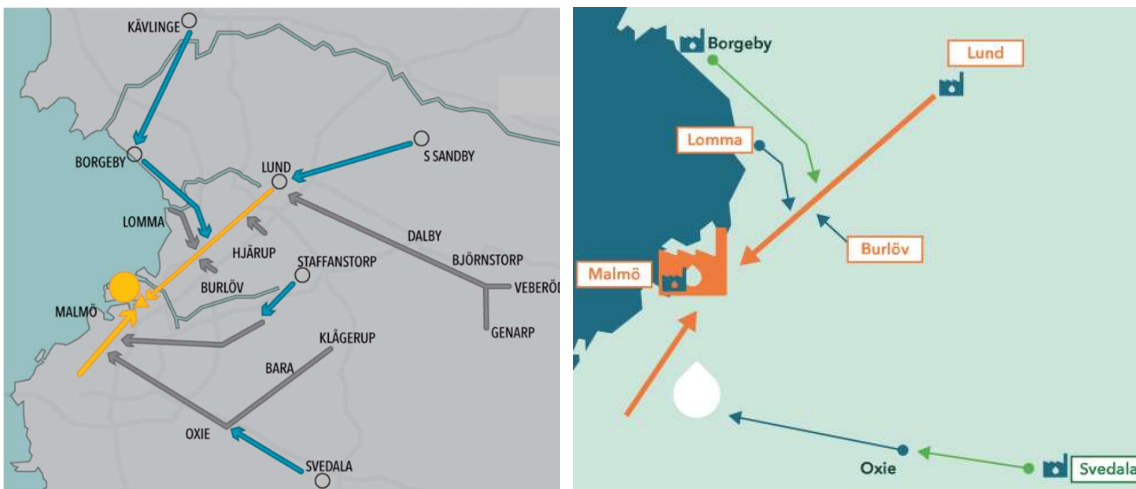 KÄVLINGE
BORGEBY
S SANDBY
LUND
LOMMA
DALBY
HJÄRUP
BJÖRNSTORP
STAFFANSTORP
BURLÖV
MALMÖ
GENARP
KLÅGERUP
BARA
OXIE
SVEDALA
Borgeby
Lund
Lomma
Burlöv
Malmö
Oxie
Svedala